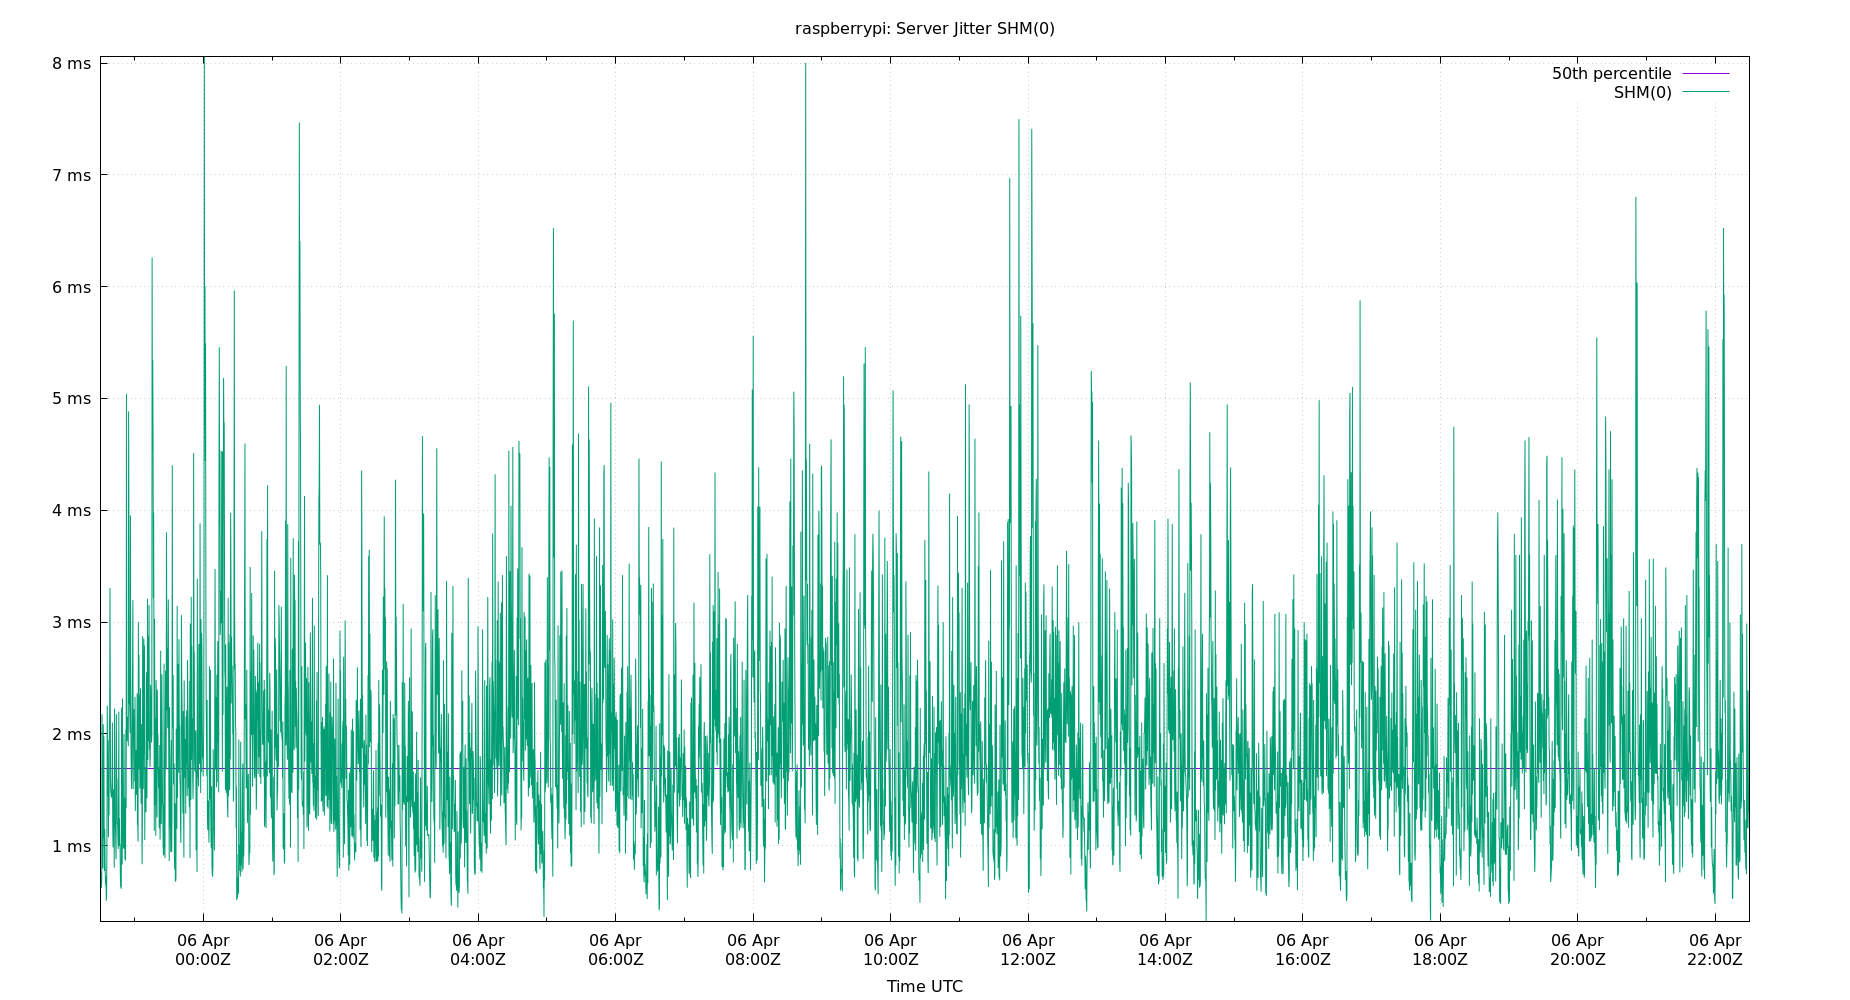 raspberrypi: Server Jitter SHM(0)
50th percentile
SHM(0)
8 ms
7 ms
6 ms
5 ms
4 ms
3 ms
2 ms
1 ms
06 Apr 06 Apr 06 Apr 06 Apr 06 Apr 06 Apr 06 Apr 06 Apr 06 Apr 06 Apr 06 Apr 06 Apr
00:00Z 02:00Z 04:00Z 06:00Z 08:00Z 10:00Z 12:00Z 14:00Z 16:00Z 18:00Z 20:00Z 22:00Z
Time UTC